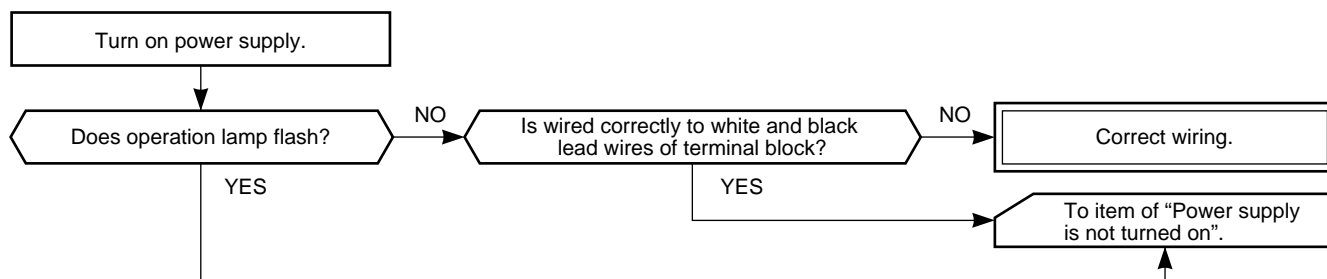 Turn on power supply.
Does operation lamp flash?
NO
Is wired correctly to white and black
lead wires of terminal block?
NO
Correct wiring.
YES
YES
To item of “Power supply
is not turned on”.